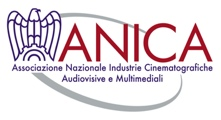 ANICA
Associazione Nazionale Industrie Cinematografiche
Audiovisive e Multimediali